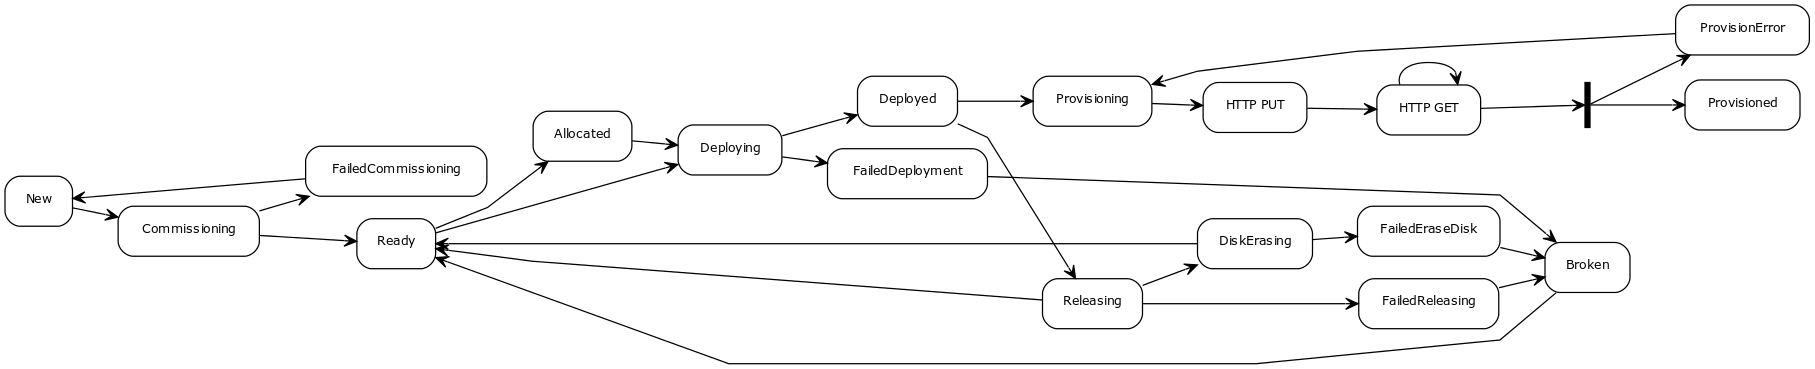 ProvisionError
Deployed
Provisioning
HTTP PUT
HTTP GET
Provisioned
Allocated
Deploying
FailedCommissioning
FailedDeployment
New
Commissioning
Ready
DiskErasing
FailedEraseDisk
Broken
Releasing
FailedReleasing